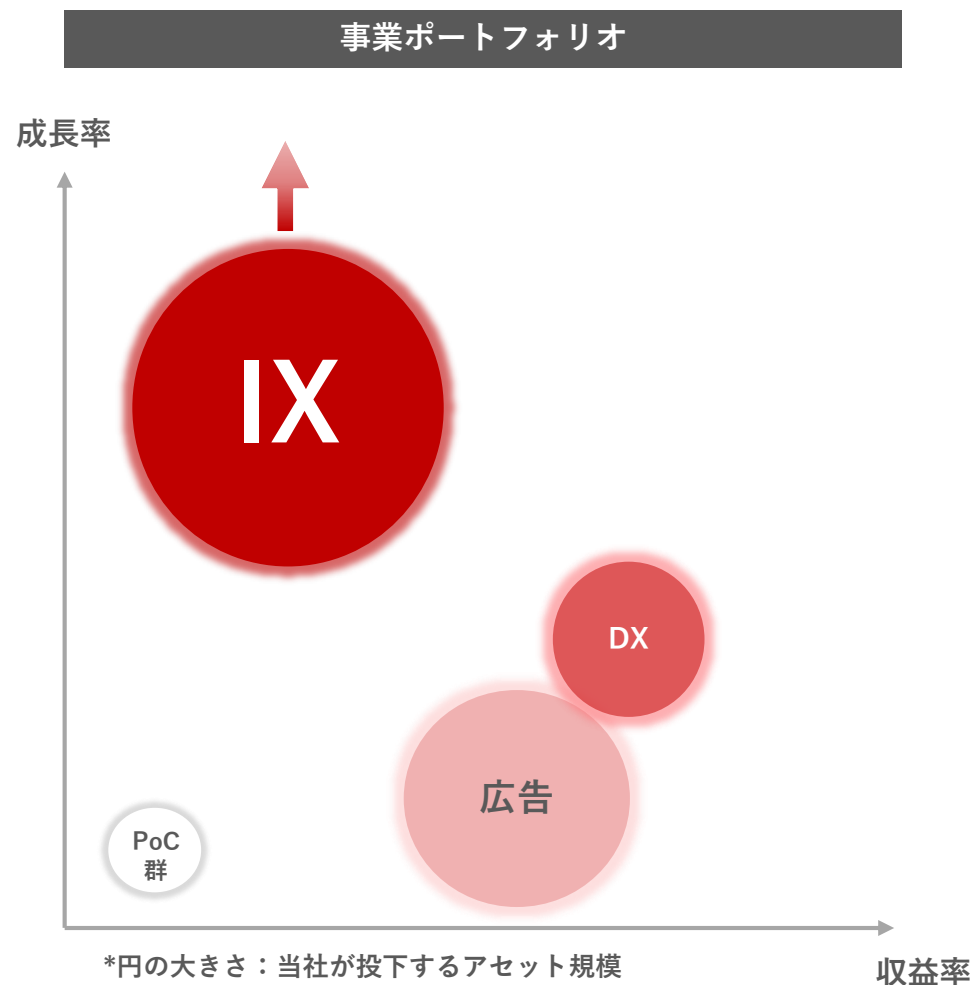 事業ポートフォリオ
成長率
IX
DX
広告
PoC
群
*円の大きさ：当社が投下するアセット規模
収益率